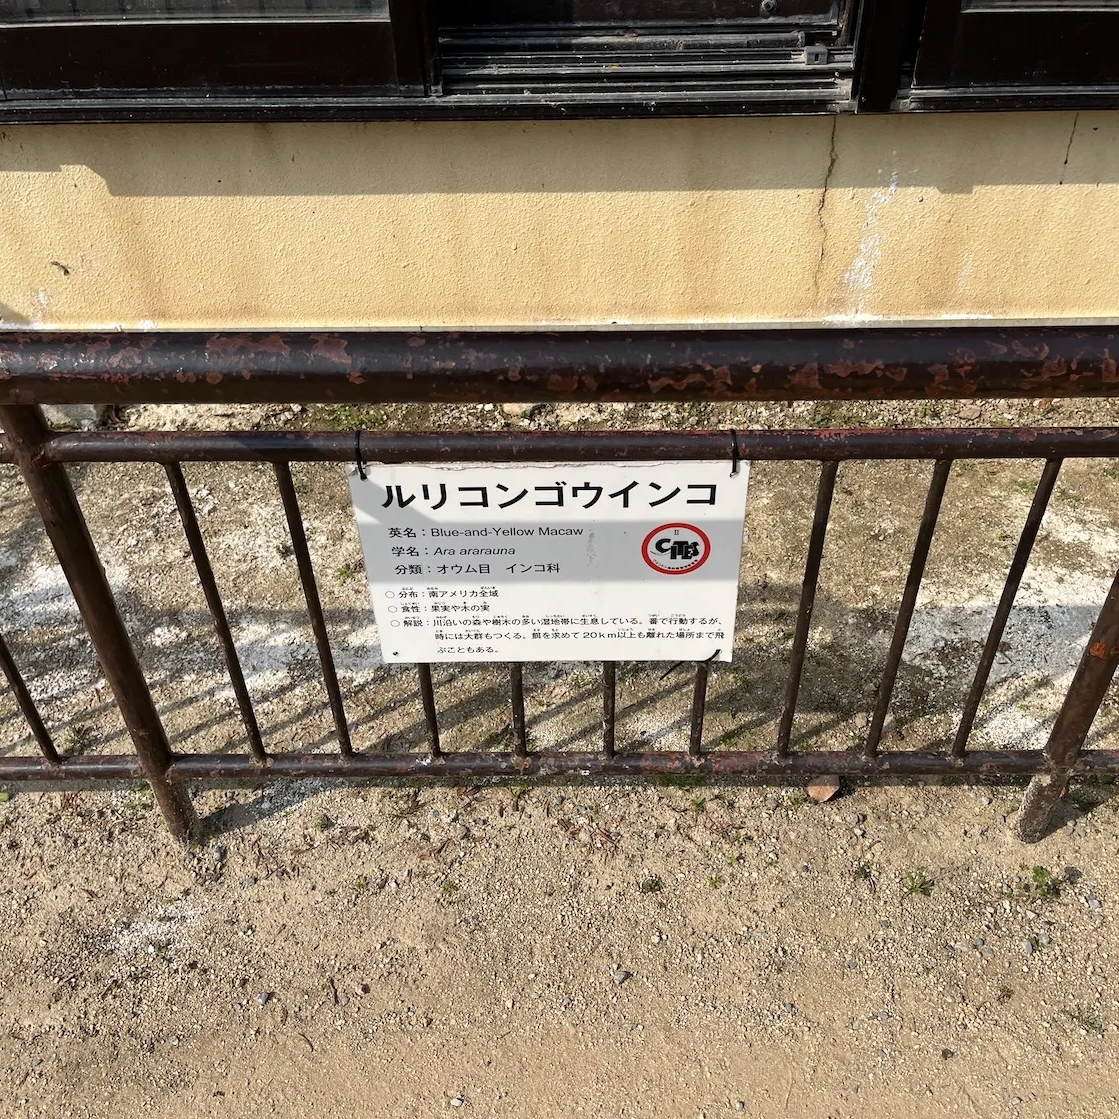 ルリコンゴウインコ
英名：Blue-and-Yellow Macaw
学名：Ara ararauna
分類：オウム目　インコ科
II
CITES
○ 分布：南アメリカ全域
○ 食性：果実や木の実
○ 解説：川沿いの森や樹木の多い湿地帯に生息している。番で行動するが、
時には大群もつくる。餌を求めて20km以上も離れた場所まで飛
ぶこともある。